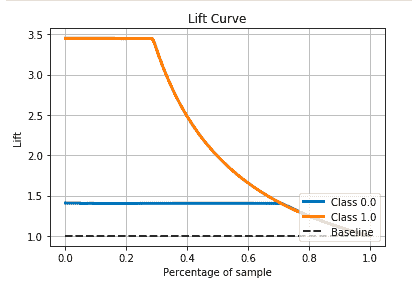 Lift Curve
3.5
3.0
2.5
2.0
1.5
1.0
Lift
0.0 0.2 0.4 0.6 0.8 1.0
Percentage of sample
Class 0.0
Class 1.0
Baseline